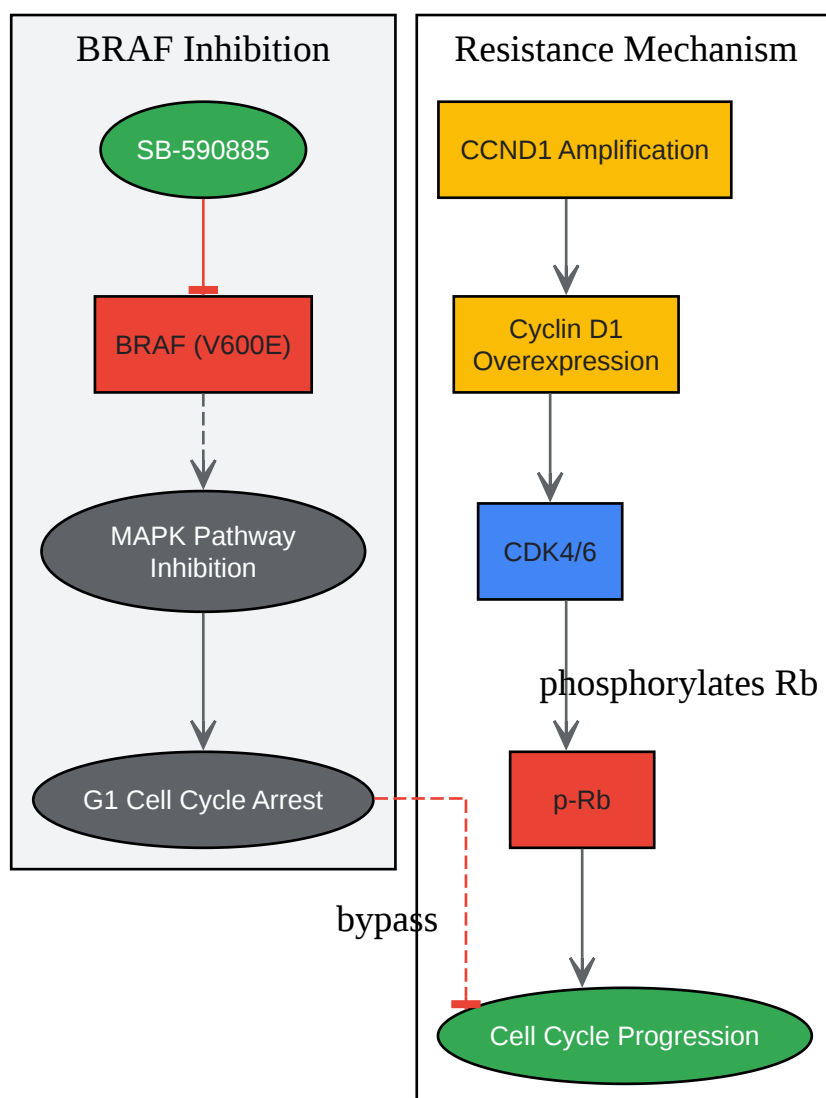 BRAF Inhibition
SB-590885
BRAF (V600E)
MAPK Pathway
Inhibition
G1 Cell Cycle Arrest
bypass
Resistance Mechanism
CCND1 Amplification
Cyclin D1
Overexpression
CDK4/6
phosphorylates Rb
p-Rb
Cell Cycle Progression